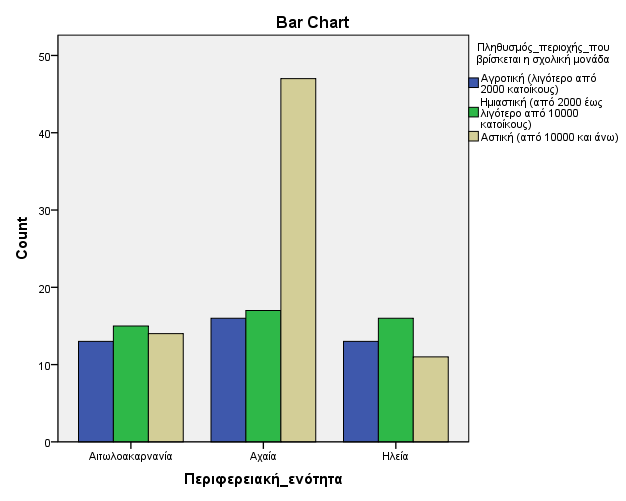 Bar Chart
Πληθυσμός_περιοχής_που
βρίσκεται η σχολική μονάδα
Αγροτική (λιγότερο από
2000 κατοίκους)
Ημιαστική (από 2000 έως
λιγότερο από 10000
κατοίκους)
Αστική (από 10000 και άνω)
50
40
30
20
10
0
Count
Αιτωλοακαρνανία
Αχαΐα
Ηλεία
Περιφερειακή_ενότητα